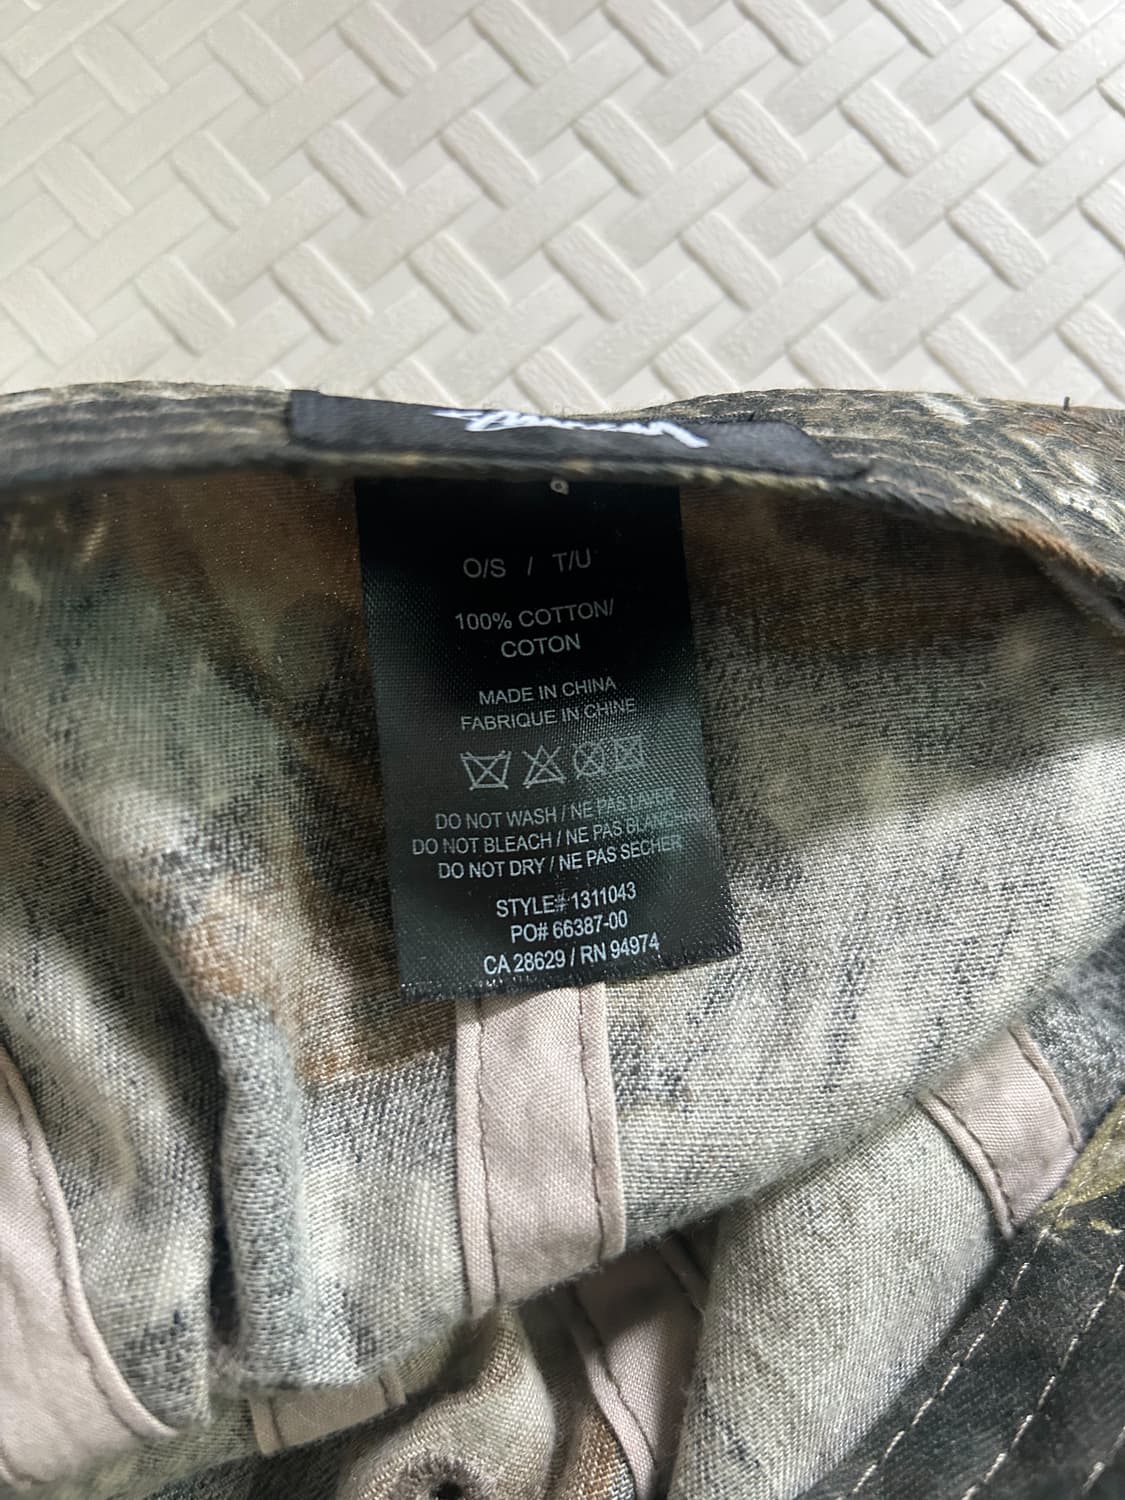 Stüssy
O/S / T/U
100% COTTON/
COTON
MADE IN CHINA
FABRIQUE IN CHINE
DO NOT WASH / NE PAS LAVER
DO NOT BLEACH / NE PAS BLANCHIR
DO NOT DRY / NE PAS SECHER
STYLE# 1311043
PO# 66387-00
CA 28629 / RN 94974